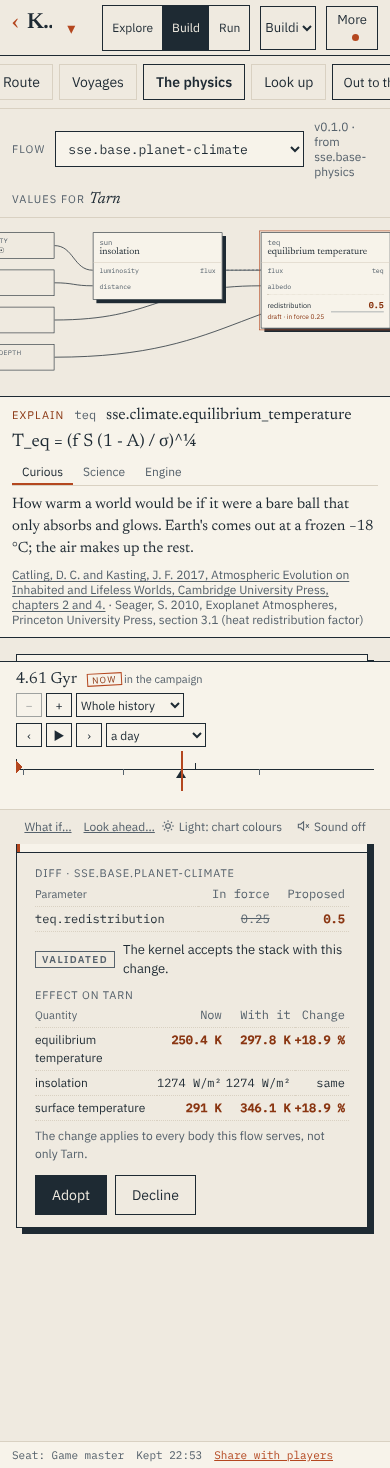 ‹ K.. ▾ Explore Build Run Buildi More
Route Voyages The physics Look up Out to th
FLOW sse.base.planet-climate v0.1.0 ·
from
sse.base-
physics
VALUES FOR Tarn
sun
insolation
luminosity flux
distance
teq
equilibrium temperature
flux teq
albedo
redistribution 0.5
draft · in force 0.25
DEPTH
EXPLAIN teq sse.climate.equilibrium_temperature
T_eq = (f S (1 - A) / σ)^¼
Curious Science Engine
How warm a world would be if it were a bare ball that
only absorbs and glows. Earth's comes out at a frozen −18
°C; the air makes up the rest.
Catling, D. C. and Kasting, J. F. 2017, Atmospheric Evolution on
Inhabited and Lifeless Worlds, Cambridge University Press,
chapters 2 and 4. · Seager, S. 2010, Exoplanet Atmospheres,
Princeton University Press, section 3.1 (heat redistribution factor)
4.61 Gyr NOW in the campaign
− + Whole history
‹ ▶ › a day
What if... Look ahead... Light: chart colours Sound off
DIFF · SSE.BASE.PLANET-CLIMATE
Parameter In force Proposed
teq.redistribution 0.25 0.5
VALIDATED The kernel accepts the stack with this
change.
EFFECT ON TARN
Quantity Now With it Change
equilibrium 250.4 K 297.8 K +18.9 %
temperature
insolation 1274 W/m² 1274 W/m² same
surface temperature 291 K 346.1 K +18.9 %
The change applies to every body this flow serves, not
only Tarn.
Adopt Decline
Seat: Game master Kept 22:53 Share with players